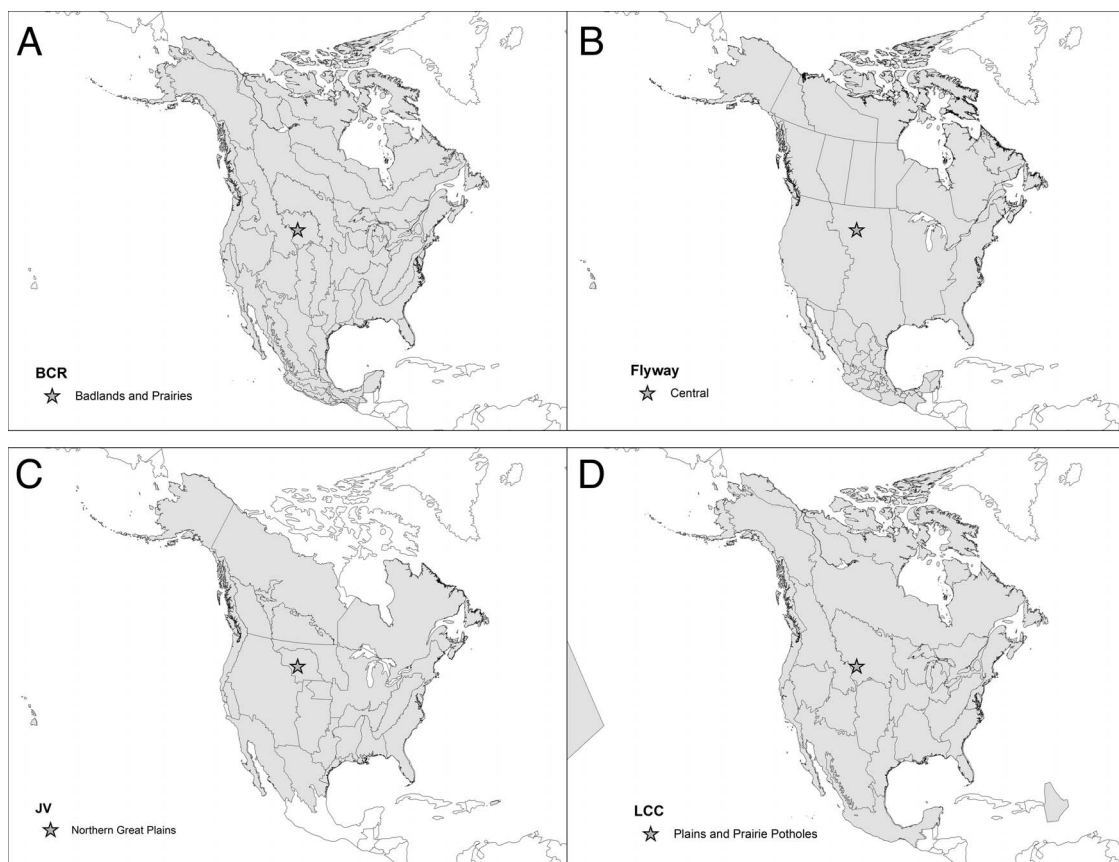 A
BCR
Badlands and Prairies
B
Flyway
Central
C
JV
Northern Great Plains
D
LCC
Plains and Prairie Potholes